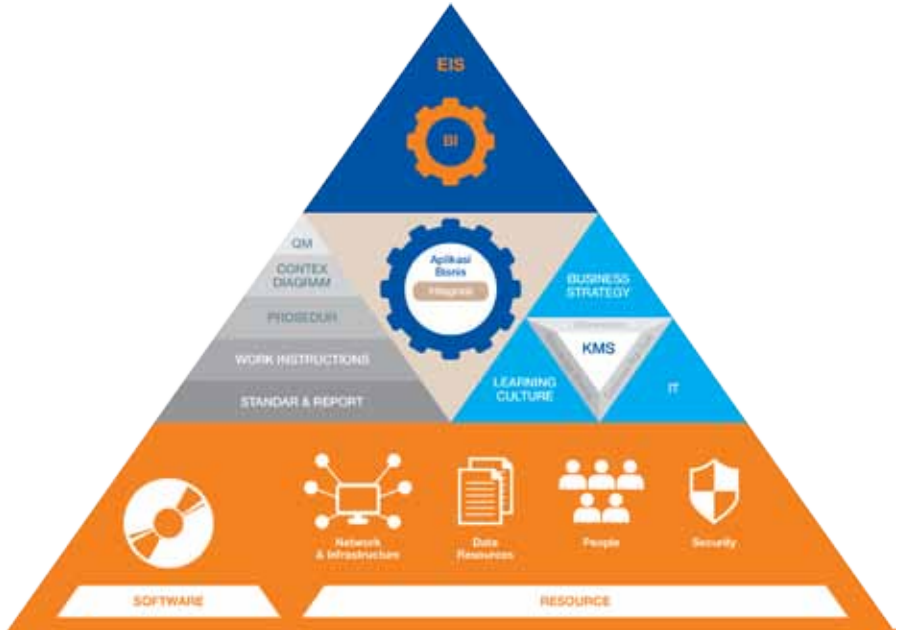 EIS
BI
QM
CONTEX
DIAGRAM
PROSEDUR
WORK INSTRUCTIONS
STANDAR & REPORT
Aplikasi
Bisnis
Integrasi
BUSINESS
STRATEGY
KMS
LEARNING
CULTURE
IT
Network
& Infrastructure
Data
Resources
People
Security
SOFTWARE
RESOURCE